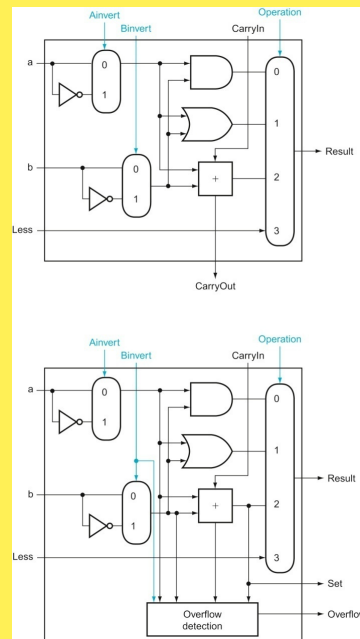 Operation
Ainvert
Binvert
CarryIn
a
0
1
0
1
b
0
1
+
2
Less
3
Result
CarryOut
Operation
Ainvert
Binvert
CarryIn
a
0
1
0
1
b
0
1
+
2
Less
3
Result
Set
Overflow
detection